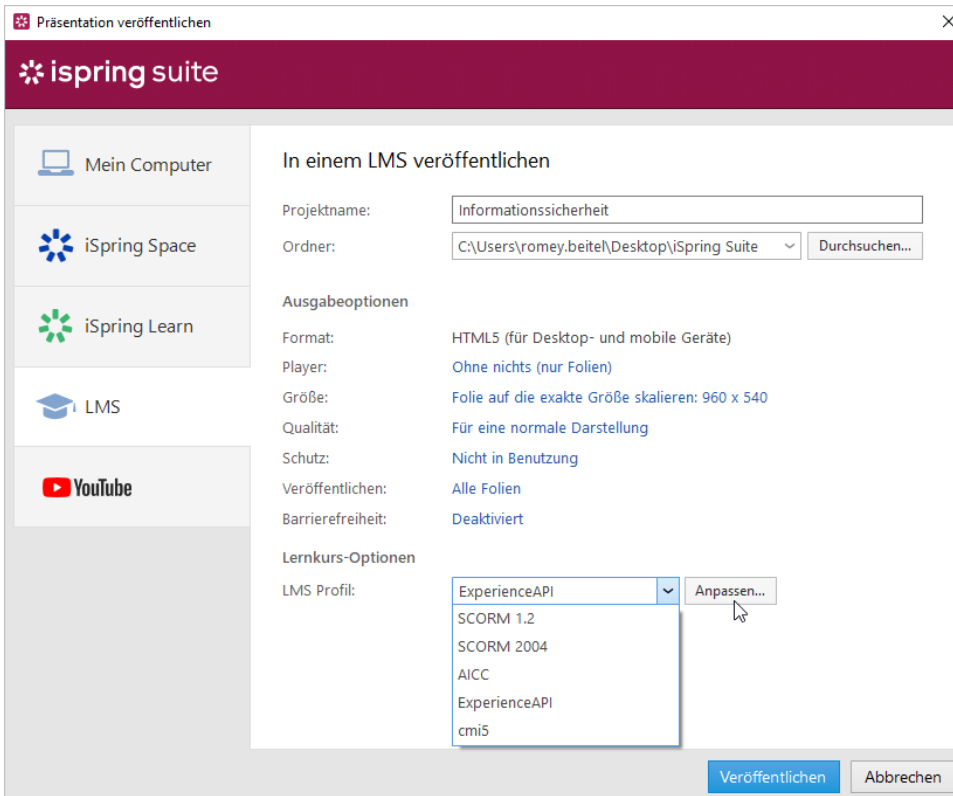 Präsentation veröffentlichen
ispring suite
Mein Computer
iSpring Space
iSpring Learn
LMS
YouTube
In einem LMS veröffentlichen
Projektname: Informationssicherheit
Ordner: C:\Users\romey.beitel\Desktop\iSpring Suite Durchsuchen...
Ausgabeoptionen
Format: HTML5 (für Desktop- und mobile Geräte)
Player: Ohne nichts (nur Folien)
Größe: Folie auf die exakte Größe skalieren: 960 x 540
Qualität: Für eine normale Darstellung
Schutz: Nicht in Benutzung
Veröffentlichen: Alle Folien
Barrierefreiheit: Deaktiviert
Lernkurs-Optionen
LMS Profil: ExperienceAPI Anpassen...
SCORM 1.2
SCORM 2004
AICC
ExperienceAPI
cmi5
Veröffentlichen Abbrechen